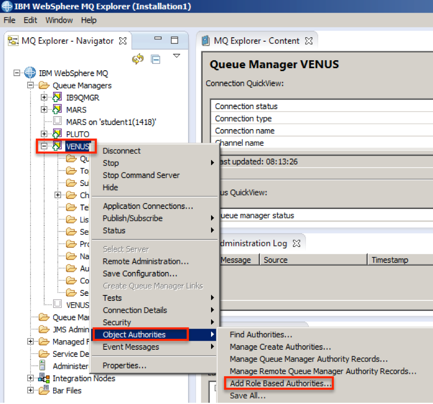 IBM WebSphere MQ Explorer (Installation1)
File Edit Window Help
MQ Explorer - Navigator
IBM WebSphere MQ
Queue Managers
IB9QMGR
MARS
MARS on 'student1(1418)'
PLUTO
VENUS
Disconnect
Stop
Stop Command Server
Hide
Application Connections...
Publish/Subscribe
Status
Select Server
Remote Administration...
Save Configuration...
Create Queue Manager Links
Tests
Connection Details
Security
Object Authorities
Event Messages
Properties...
Find Authorities...
Manage Create Authorities...
Manage Queue Manager Authority Records...
Manage Remote Queue Manager Authority Records...
Add Role Based Authorities...
Save All...
Qu
To
Su
Ch
Te
Lis
Se
Pro
Na
Au
Co
VENUS
Queue Mar
JMS Admin
Managed F
Service De
Administer
Integration Nodes
Bar Files
MQ Explorer - Content
Queue Manager VENUS
Connection QuickView:
Connection status
Connection type
Connection name
Channel name
ast updated: 08:13:26
us QuickView:
ueue manager status
dministration Log
Message Source Timestamp